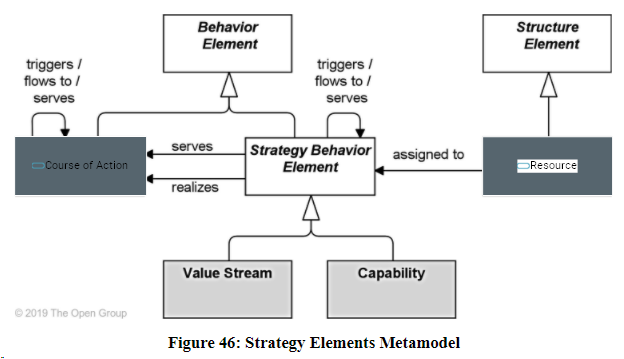 Behavior
Element
Structure
Element
triggers /
flows to /
serves
triggers /
flows to /
serves
Course of Action
serves
realizes
Strategy Behavior
Element
assigned to
Resource
Value Stream
Capability
© 2019 The Open Group
Figure 46: Strategy Elements Metamodel